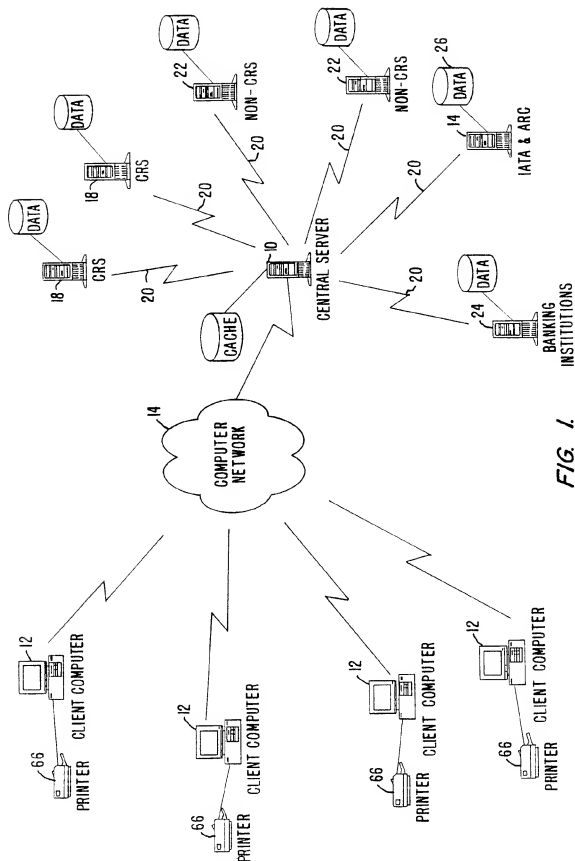 DATA
18
CRS
DATA
18
CRS
DATA
22
NON-CRS
DATA
22
NON-CRS
DATA
26
14
IATA & ARC
DATA
24
BANKING
INSTITUTIONS
20
20
20
20
20
20
CACHE
10
CENTRAL SERVER
14
COMPUTER
NETWORK
12
CLIENT COMPUTER
66
PRINTER
12
CLIENT COMPUTER
66
PRINTER
12
CLIENT COMPUTER
66
PRINTER
12
CLIENT COMPUTER
66
PRINTER
FIG. 1.